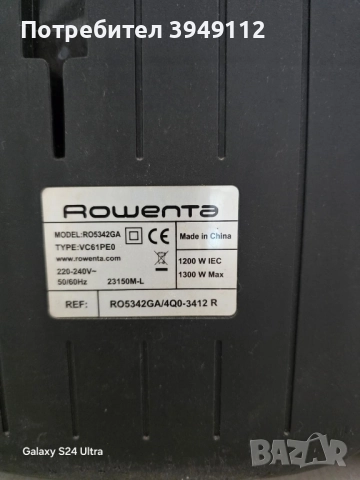 Потребител 3949112
Rowenta
MODEL:RO5342GA
TYPE:VC61PE0
www.rowenta.com
220-240V~
50/60Hz 23150M-L
CE
Made in China
1200 W IEC
1300 W Max
REF: RO5342GA/4Q0-3412 R
Galaxy S24 Ultra
BAZAR